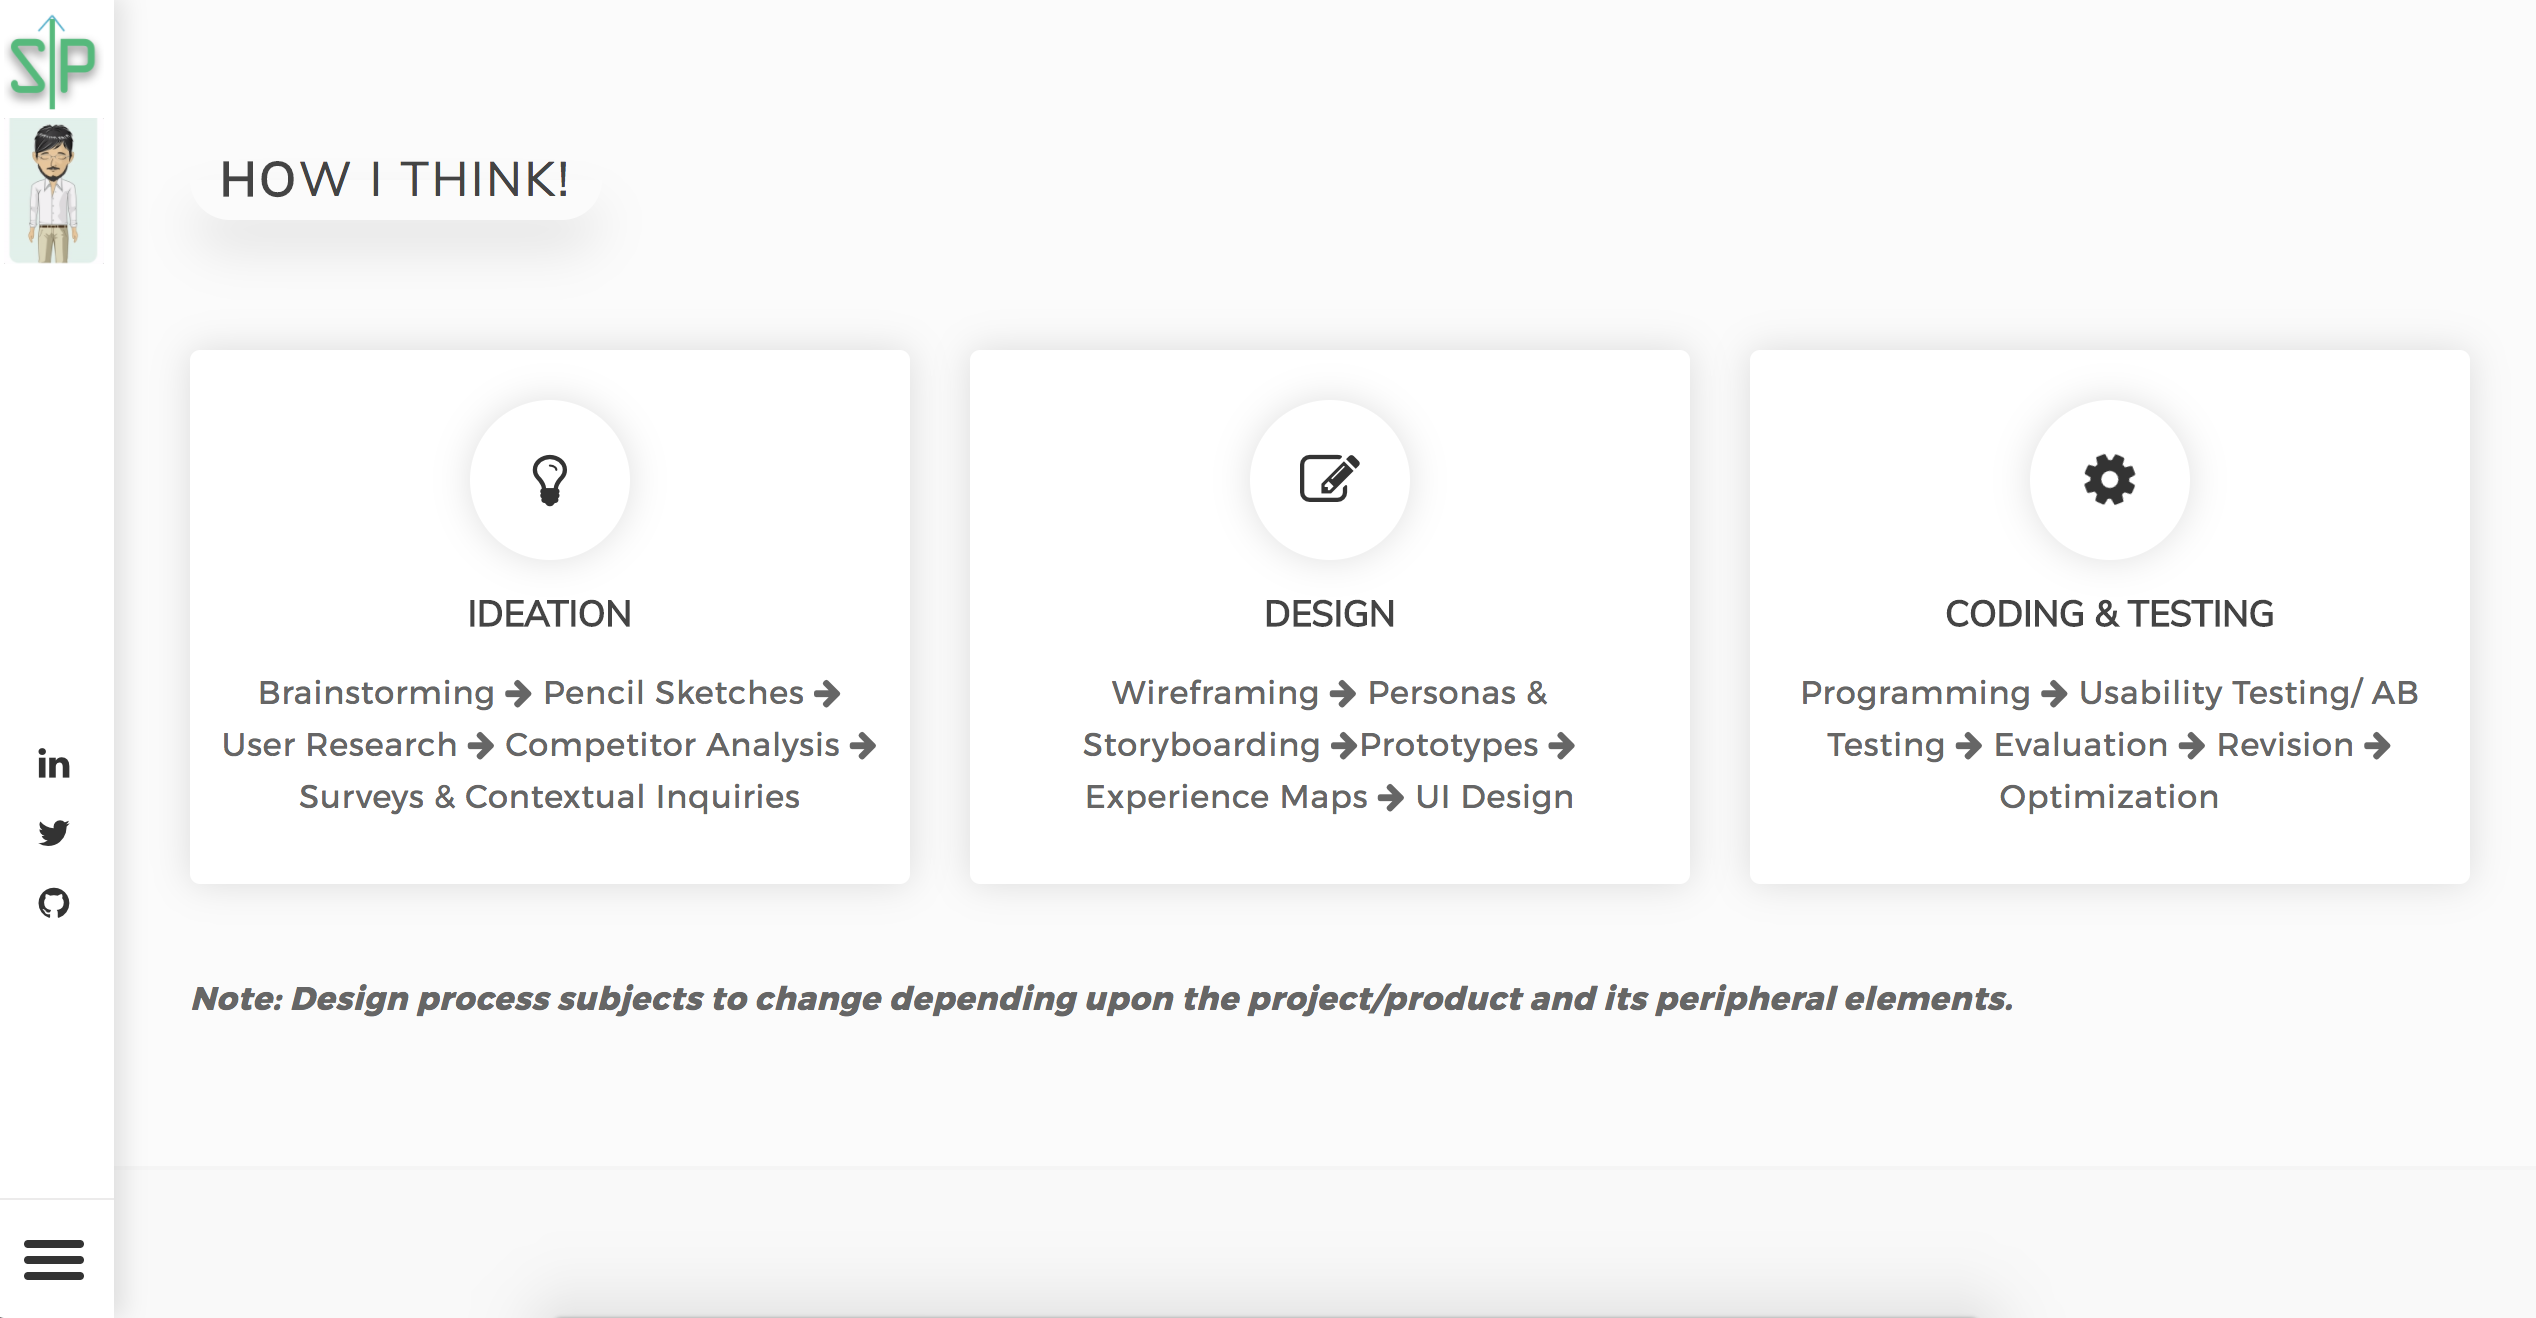 SP
HOW I THINK!
IDEATION
Brainstorming → Pencil Sketches →
User Research → Competitor Analysis →
Surveys & Contextual Inquiries
DESIGN
Wireframing → Personas &
Storyboarding →Prototypes →
Experience Maps → UI Design
CODING & TESTING
Programming → Usability Testing/ AB
Testing → Evaluation → Revision →
Optimization
in
Note: Design process subjects to change depending upon the project/product and its peripheral elements.